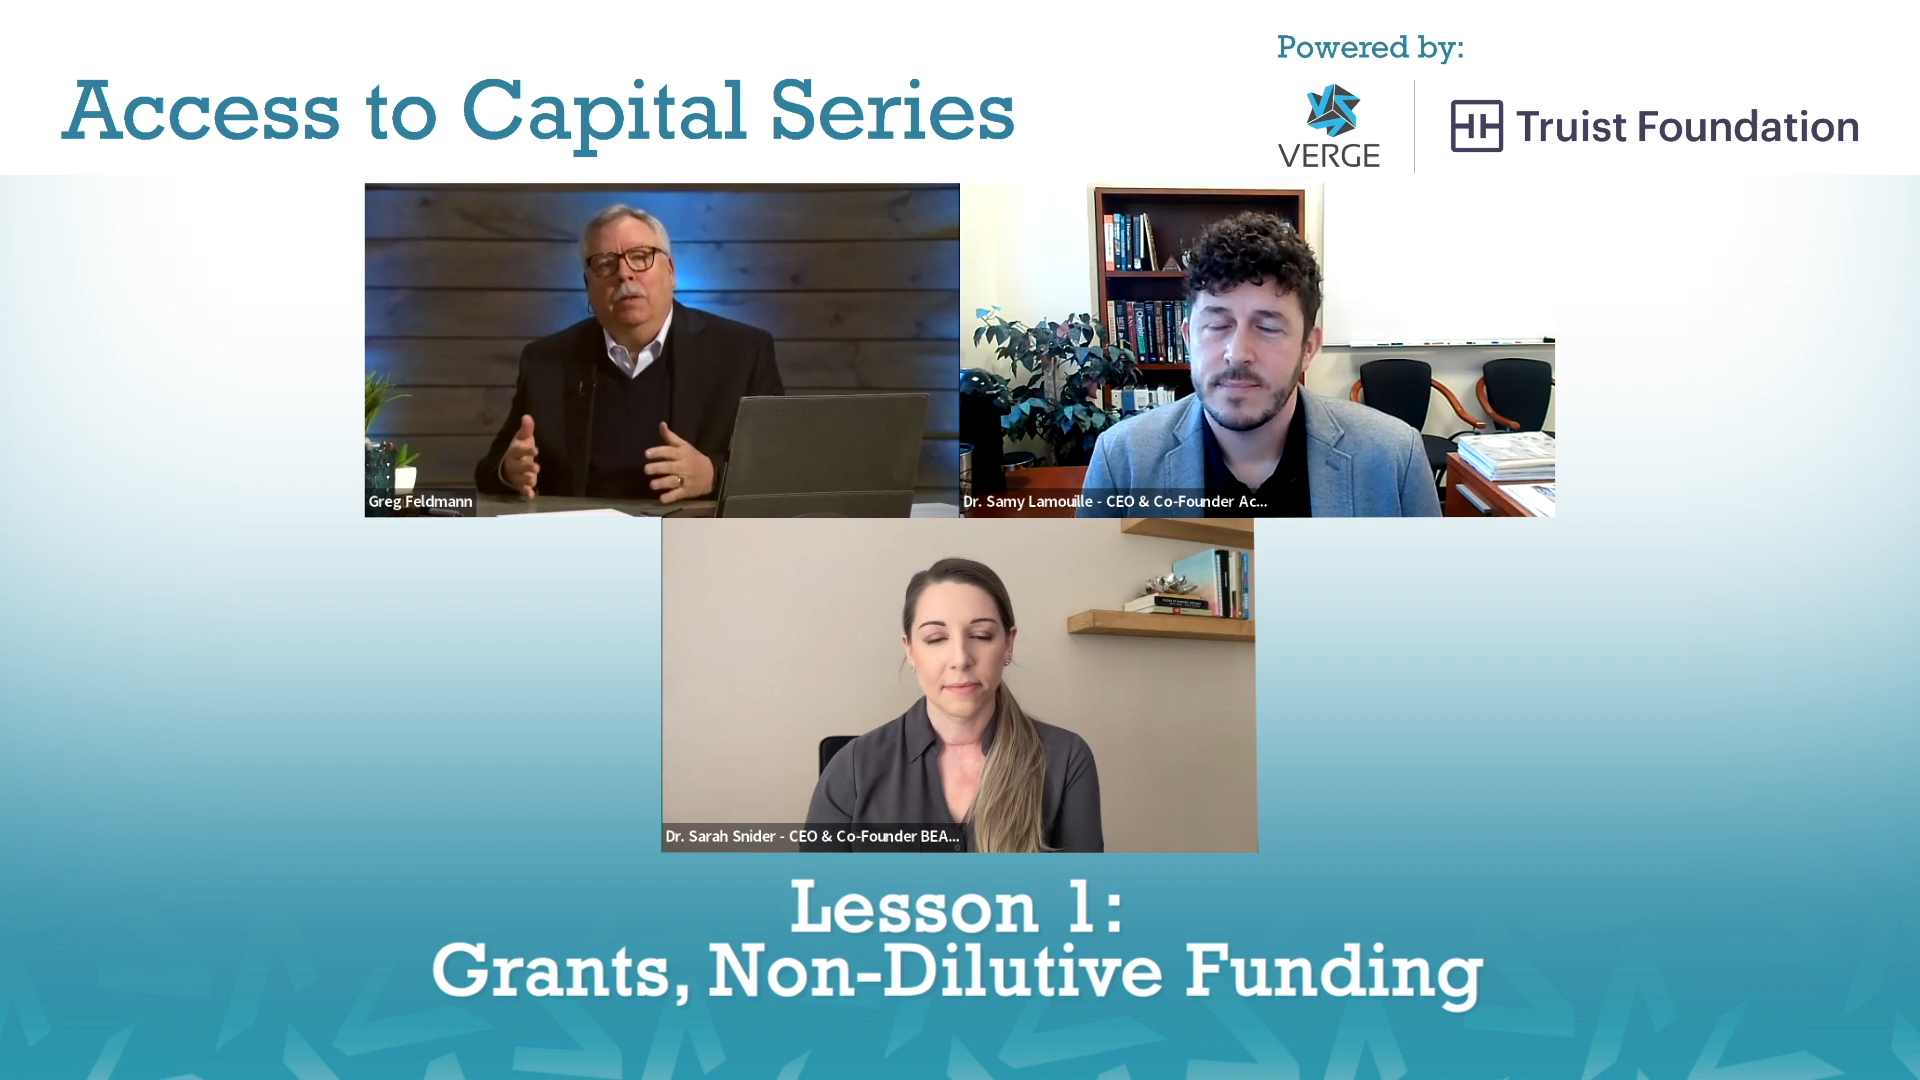 Powered by:
Access to Capital Series
VERGE
Truist Foundation
Greg Feldmann
Dr. Samy Lamouille - CEO & Co-Founder Ac...
Dr. Sarah Snider - CEO & Co-Founder BEA...
Lesson 1:
Grants, Non-Dilutive Funding